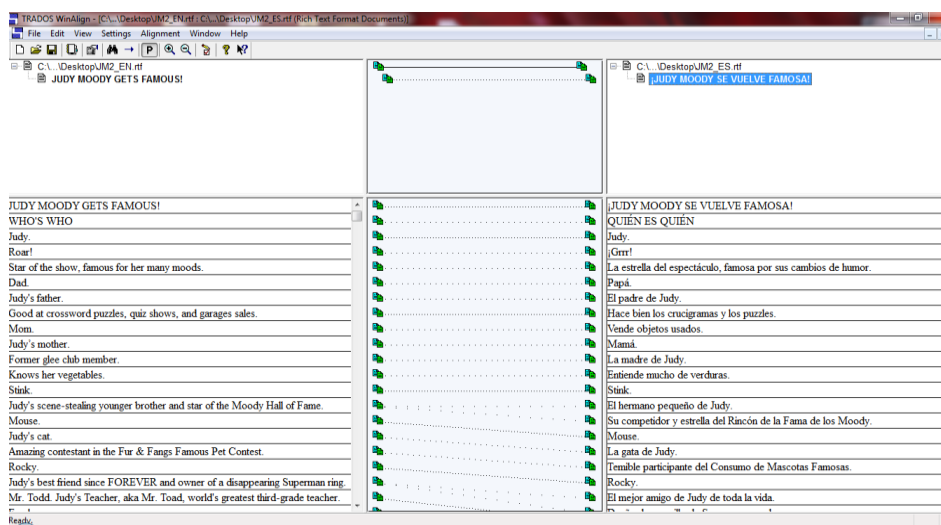 TRADOS WinAlign - [C:\...\Desktop\JM2_EN.rtf : C:\...\Desktop\JM2_ES.rtf (Rich Text Format Documents)]
File Edit View Settings Alignment Window Help
C:\...\Desktop\JM2_EN.rtf
JUDY MOODY GETS FAMOUS!
C:\...\Desktop\JM2_ES.rtf
¡JUDY MOODY SE VUELVE FAMOSA!
JUDY MOODY GETS FAMOUS!
WHO'S WHO
Judy.
Roar!
Star of the show, famous for her many moods.
Dad.
Judy's father.
Good at crossword puzzles, quiz shows, and garages sales.
Mom.
Judy's mother.
Former glee club member.
Knows her vegetables.
Stink.
Judy's scene-stealing younger brother and star of the Moody Hall of Fame.
Mouse.
Judy's cat.
Amazing contestant in the Fur & Fangs Famous Pet Contest.
Rocky.
Judy's best friend since FOREVER and owner of a disappearing Superman ring.
Mr. Todd. Judy's Teacher, aka Mr. Toad, world's greatest third-grade teacher.
¡JUDY MOODY SE VUELVE FAMOSA!
QUIÉN ES QUIÉN
Judy.
¡Grrr!
La estrella del espectáculo, famosa por sus cambios de humor.
Papá.
El padre de Judy.
Hace bien los crucigramas y los puzzles.
Vende objetos usados.
Mamá.
La madre de Judy.
Entiende mucho de verduras.
Stink.
El hermano pequeño de Judy.
Su competidor y estrella del Rincón de la Fama de los Moody.
Mouse.
La gata de Judy.
Temible participante del Consumo de Mascotas Famosas.
Rocky.
El mejor amigo de Judy de toda la vida.
Ready,